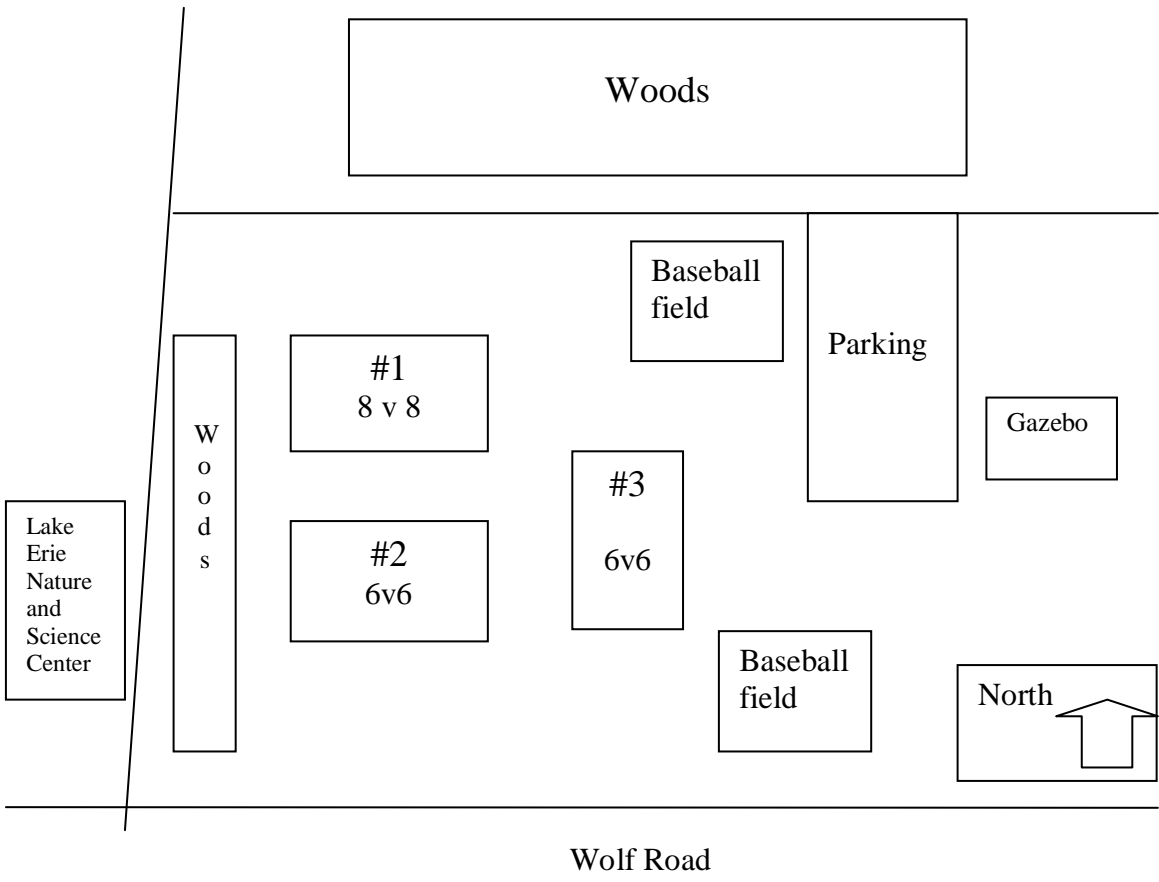 Woods
Baseball
field
Parking
#1
8 v 8
Gazebo
W
o
o
d
s
#3
6v6
Lake
Erie
Nature
and
Science
Center
#2
6v6
Baseball
field
North
Wolf Road